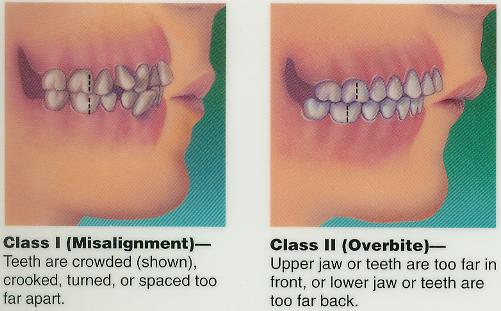 Class I (Misalignment)—
Teeth are crowded (shown),
crooked, turned, or spaced too
far apart.
Class II (Overbite)—
Upper jaw or teeth are too far in
front, or lower jaw or teeth are
too far back.